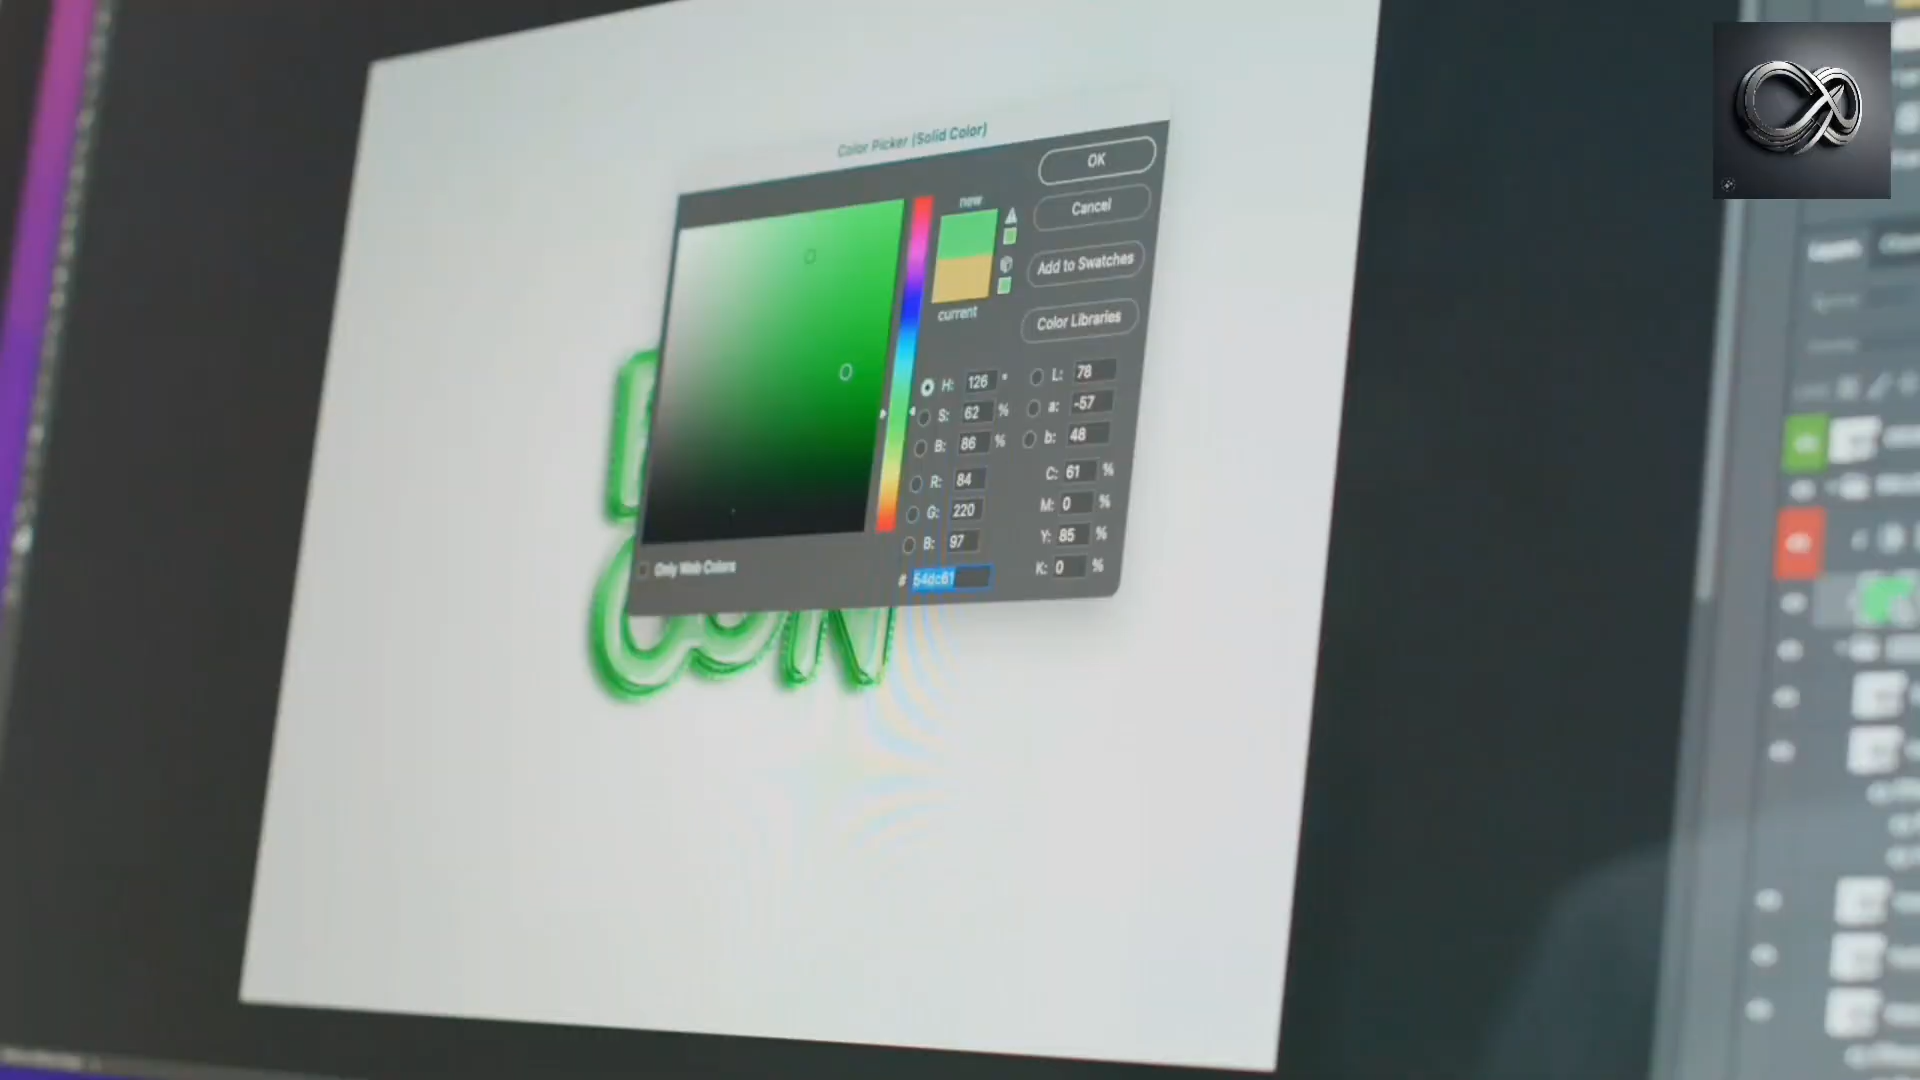 Color Picker (Solid Color)
OK
Cancel
new
Add to Swatches
current
Color Libraries
H: 126 °
S: 62 %
B: 86 %
R: 84
G: 220
B: 97
# 54dc61
L: 78
a: -57
b: 48
C: 61 %
M: 0 %
Y: 85 %
K: 0 %
Only Web Colors
Layers